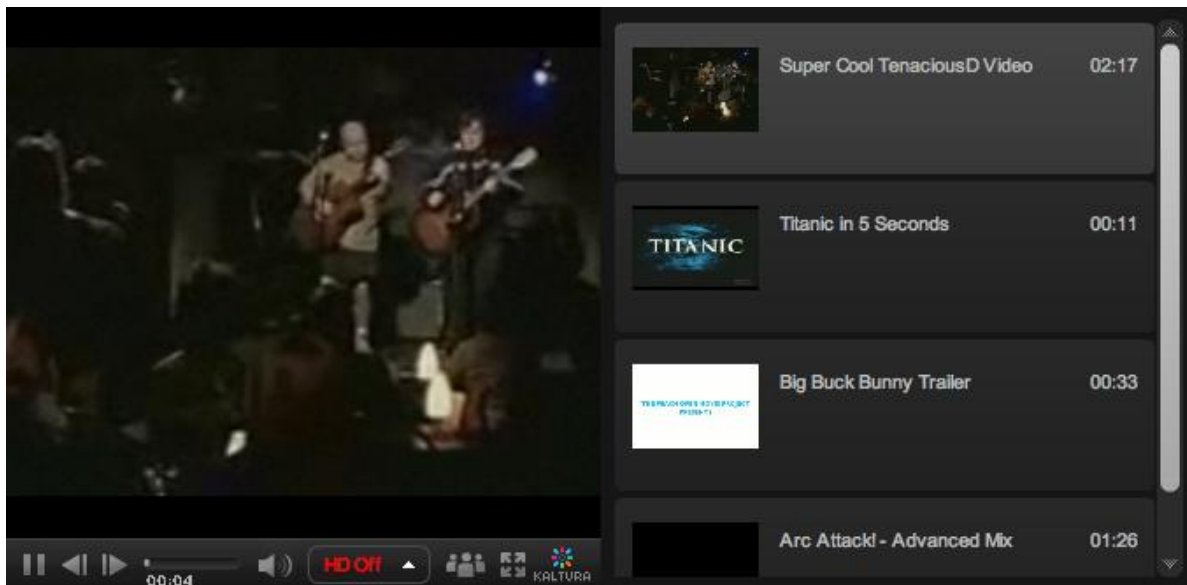 Super Cool TenaciousD Video 02:17
TITANIC
Titanic in 5 Seconds 00:11
Big Buck Bunny Trailer 00:33
Arc Attack! - Advanced Mix 01:26
00:04
HD Off
KALTURA